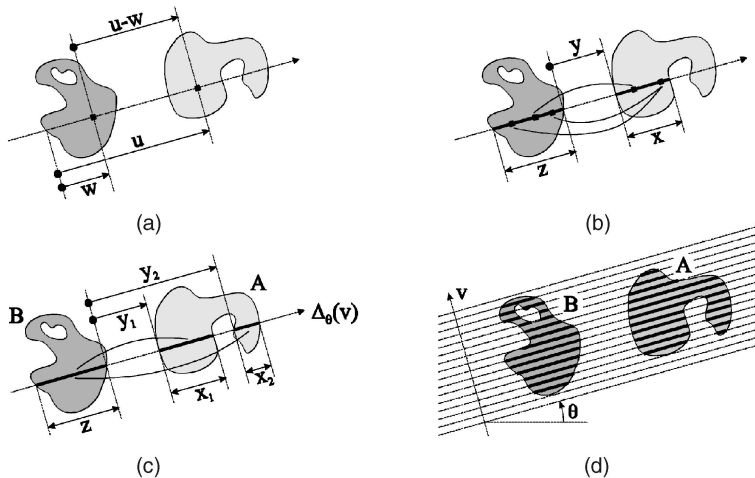 u-w
u
w
(a)
y
x
z
(b)
B
A
y₂
y₁
Δθ(v)
x₁
x₂
z
(c)
v
B
A
θ
(d)